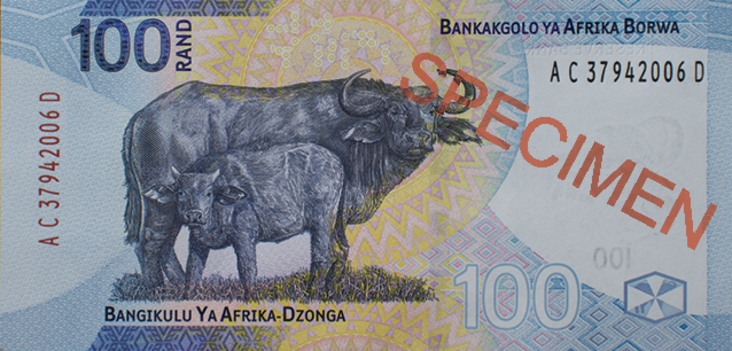 100 RAND
BANKAKGOLO YA AFRIKA BORWA
A C 37942006 D
A C 37942006 D
SPECIMEN
100
100
BANGIKULU YA AFRIKA-DZONGA